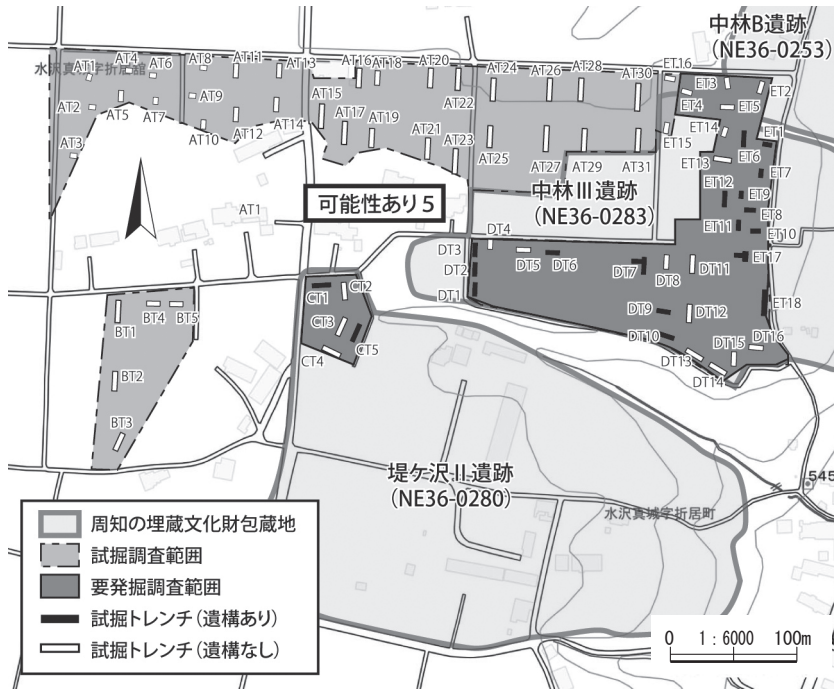 中林B遺跡
(NE36-0253)
水沢真城字折居舘
AT1
AT4
AT6
AT8
AT11
AT13
AT16
AT18
AT20
AT24
AT26
AT28
AT30
ET16
ET3
ET2
AT2
AT5
AT7
AT9
AT15
AT22
ET4
ET5
AT3
AT10
AT12
AT14
AT17
AT19
AT21
AT23
AT25
AT27
AT29
AT31
ET15
ET14
ET1
ET6
ET13
ET7
ET12
ET9
ET8
ET11
ET10
可能性あり5
中林Ⅲ遺跡
(NE36-0283)
AT1
DT4
DT3
DT5
DT6
DT2
DT7
DT8
DT11
ET17
DT1
CT1
CT2
CT3
CT4
CT5
BT4
BT5
BT1
BT2
BT3
DT9
DT12
ET18
DT10
DT15
DT16
DT13
DT14
堤ケ沢Ⅱ遺跡
(NE36-0280)
545
水沢真城字折居町
周知の埋蔵文化財包蔵地
試掘調査範囲
要発掘調査範囲
試掘トレンチ(遺構あり)
試掘トレンチ(遺構なし)
0 1:6000 100m